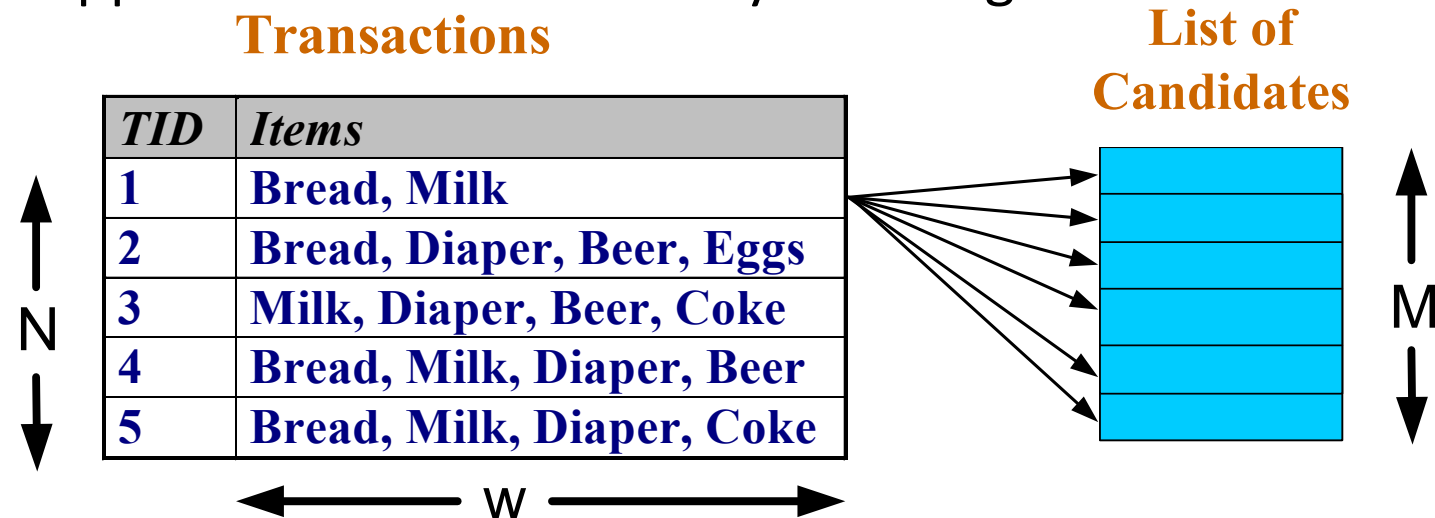 Transactions
List of
Candidates
TID Items
1 Bread, Milk
2 Bread, Diaper, Beer, Eggs
3 Milk, Diaper, Beer, Coke
4 Bread, Milk, Diaper, Beer
5 Bread, Milk, Diaper, Coke
N
M
w